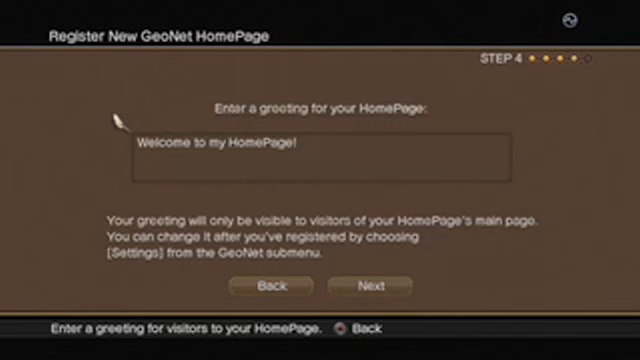 Register New GeoNet HomePage
STEP 4
Enter a greeting for your HomePage:
Welcome to my HomePage!
Your greeting will only be visible to visitors of your HomePage's main page.
You can change it after you've registered by choosing
[Settings] from the GeoNet submenu.
Back Next
Enter a greeting for visitors to your HomePage. Back